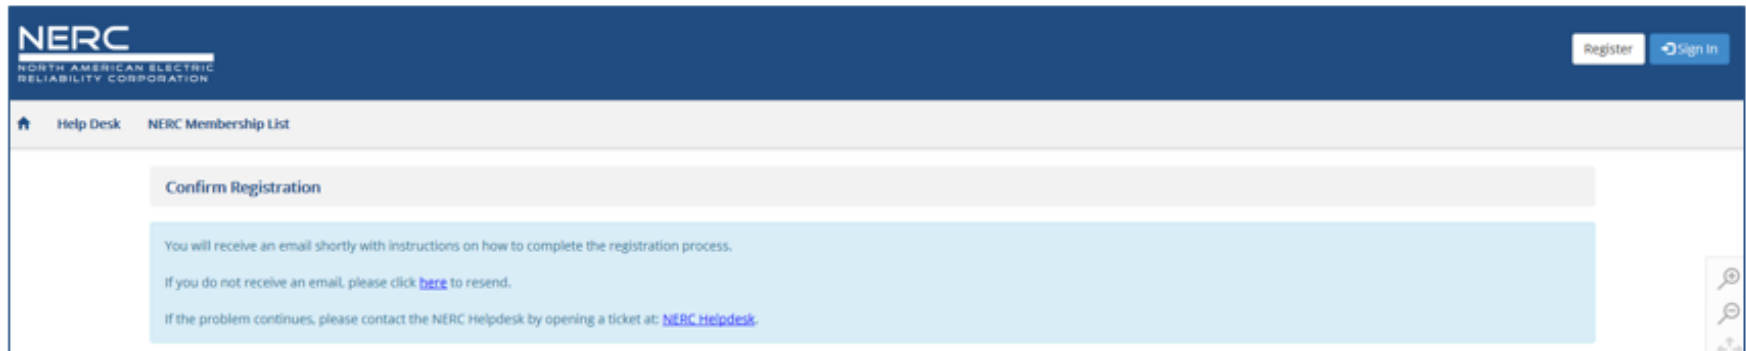 NERC
NORTH AMERICAN ELECTRIC
RELIABILITY CORPORATION
Register
Sign In
Help Desk
NERC Membership List
Confirm Registration
You will receive an email shortly with instructions on how to complete the registration process.
If you do not receive an email, please click here to resend.
If the problem continues, please contact the NERC Helpdesk by opening a ticket at: NERC Helpdesk.